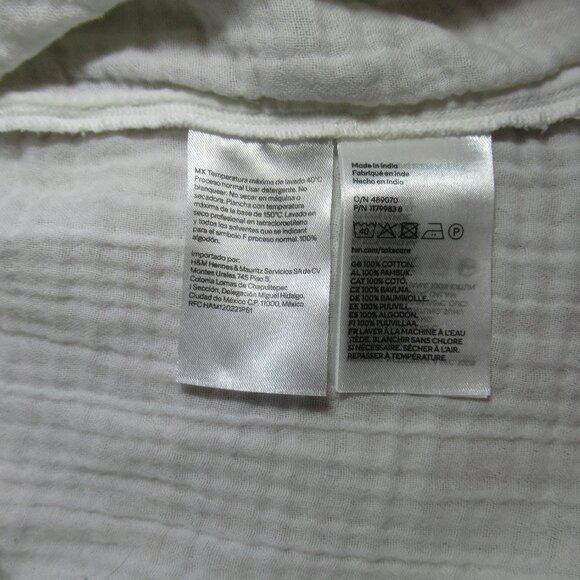 MX Temperatura máxima de lavado 40°C
Proceso normal Usar detergente. No
blanquear. No secar en máquina o
secadora. Plancha con temperatura
máxima de la base de 150°C. Lavado en
seco profesional en tetracloroetileno
y todos los solventes que se indican
para el simbolo F proceso normal. 100%
algodón.
Importado por:
H&M Hennes & Mauritz Servicios SA de CV
Montes Urales 745 Piso 5,
Colonia Lomas de Chapultepec
I Sección, Delegación Miguel Hidalgo,
Ciudad de México C.P. 11000, México
RFC HAM120221P51
Made in India
Fabriqué en Inde
Hecho en India
O/N 489070
P/N 1179983 8
40
P
hm.com/takecare
GB 100% COTTON.
AL 100% PAMBUK.
CAT 100% COTÓ.
CZ 100% BAVLNA.
DE 100% BAUMWOLLE.
EE 100% PUUVILL.
ES 100% ALGODÓN.
FI 100% PUUVILLAA.
FR LAVER À LA MACHINE À L'EAU
TIÈDE. BLANCHIR SANS CHLORE
SI NÉCESSAIRE. SÉCHER À L'AIR.
REPASSER À TEMPÉRATURE